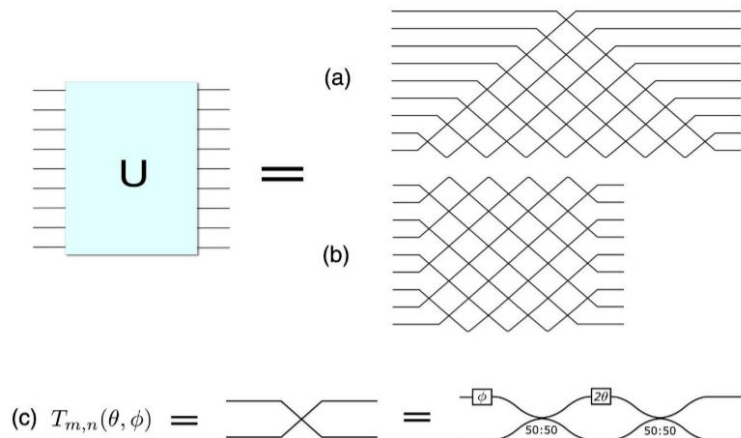 (a)
U =
(b)
(c) T_{m,n}(θ, ϕ) = =
ϕ 2θ
50:50 50:50